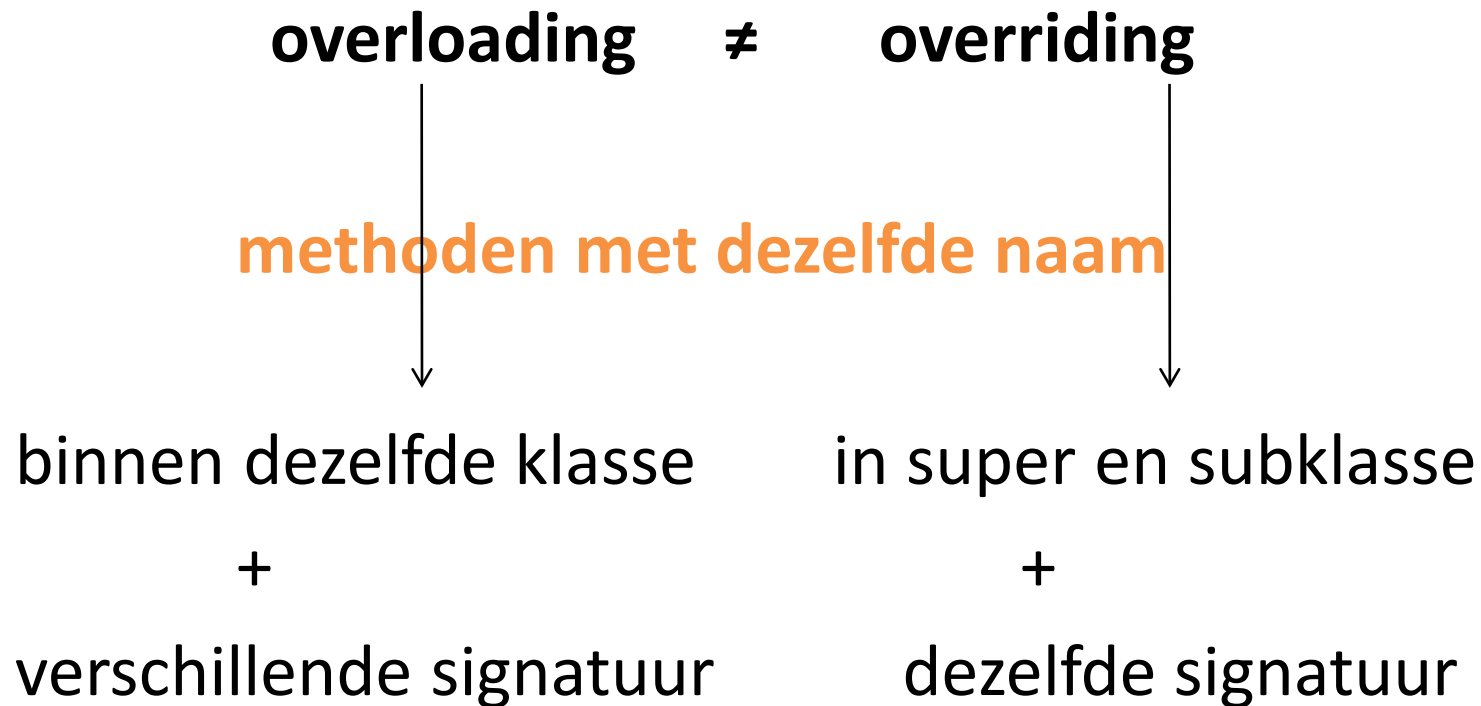 overloading ≠ overriding
methoden met dezelfde naam
binnen dezelfde klasse in super en subklasse
+ +
verschillende signatuur dezelfde signatuur